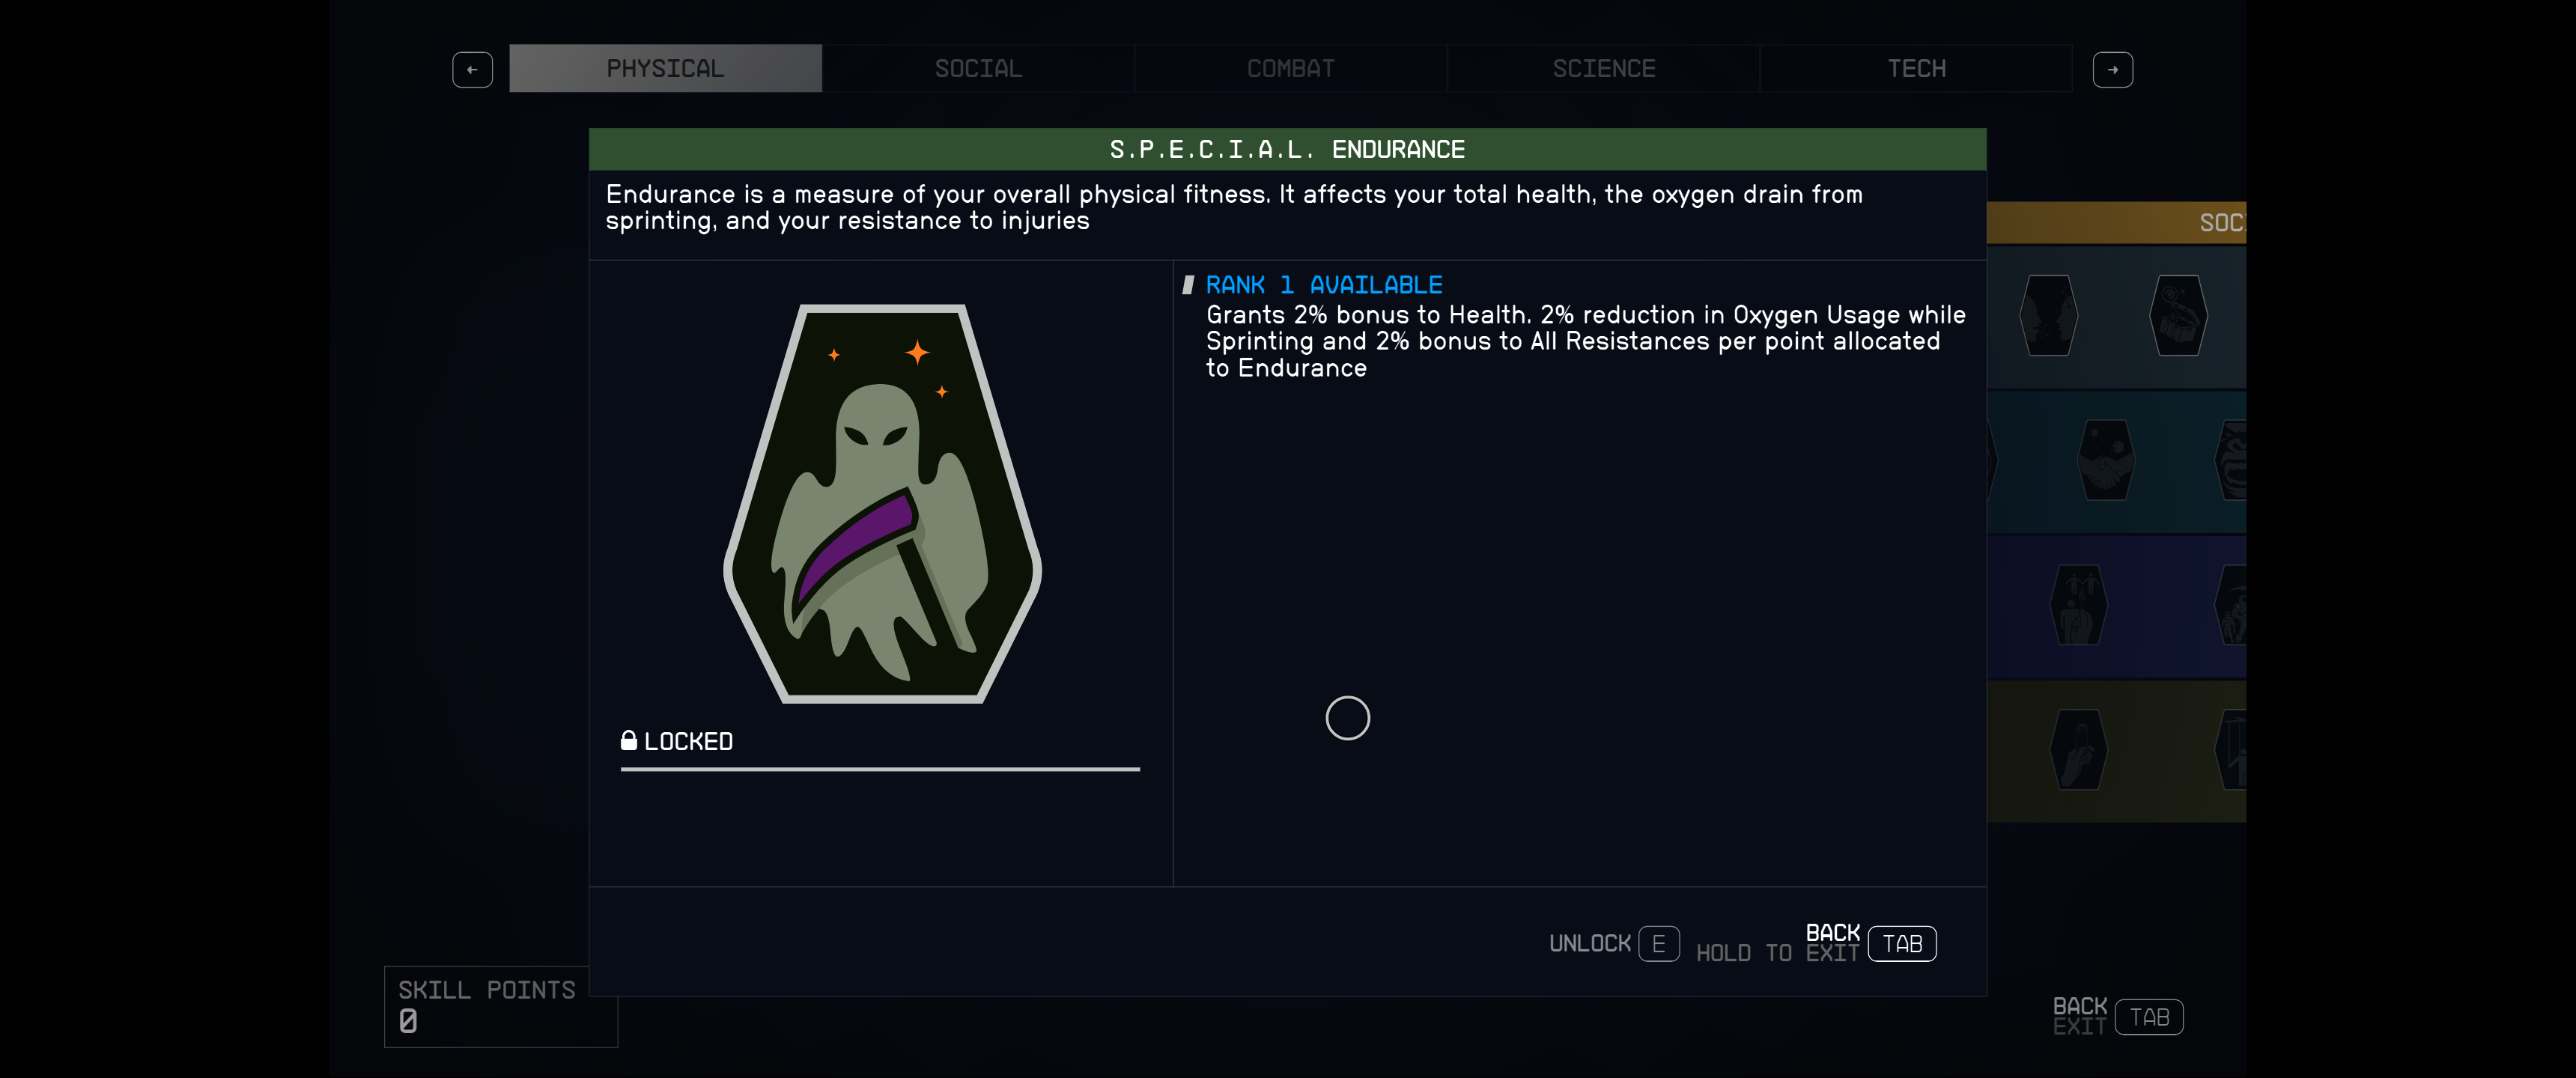 PHYSICAL
SOCIAL
COMBAT
SCIENCE
TECH
S.P.E.C.I.A.L. ENDURANCE
Endurance is a measure of your overall physical fitness. It affects your total health, the oxygen drain from
sprinting, and your resistance to injuries
RANK 1 AVAILABLE
Grants 2% bonus to Health. 2% reduction in Oxygen Usage while
Sprinting and 2% bonus to All Resistances per point allocated
to Endurance
LOCKED
UNLOCK E
BACK
HOLD TO EXIT TAB
SKILL POINTS
0
BACK
EXIT TAB